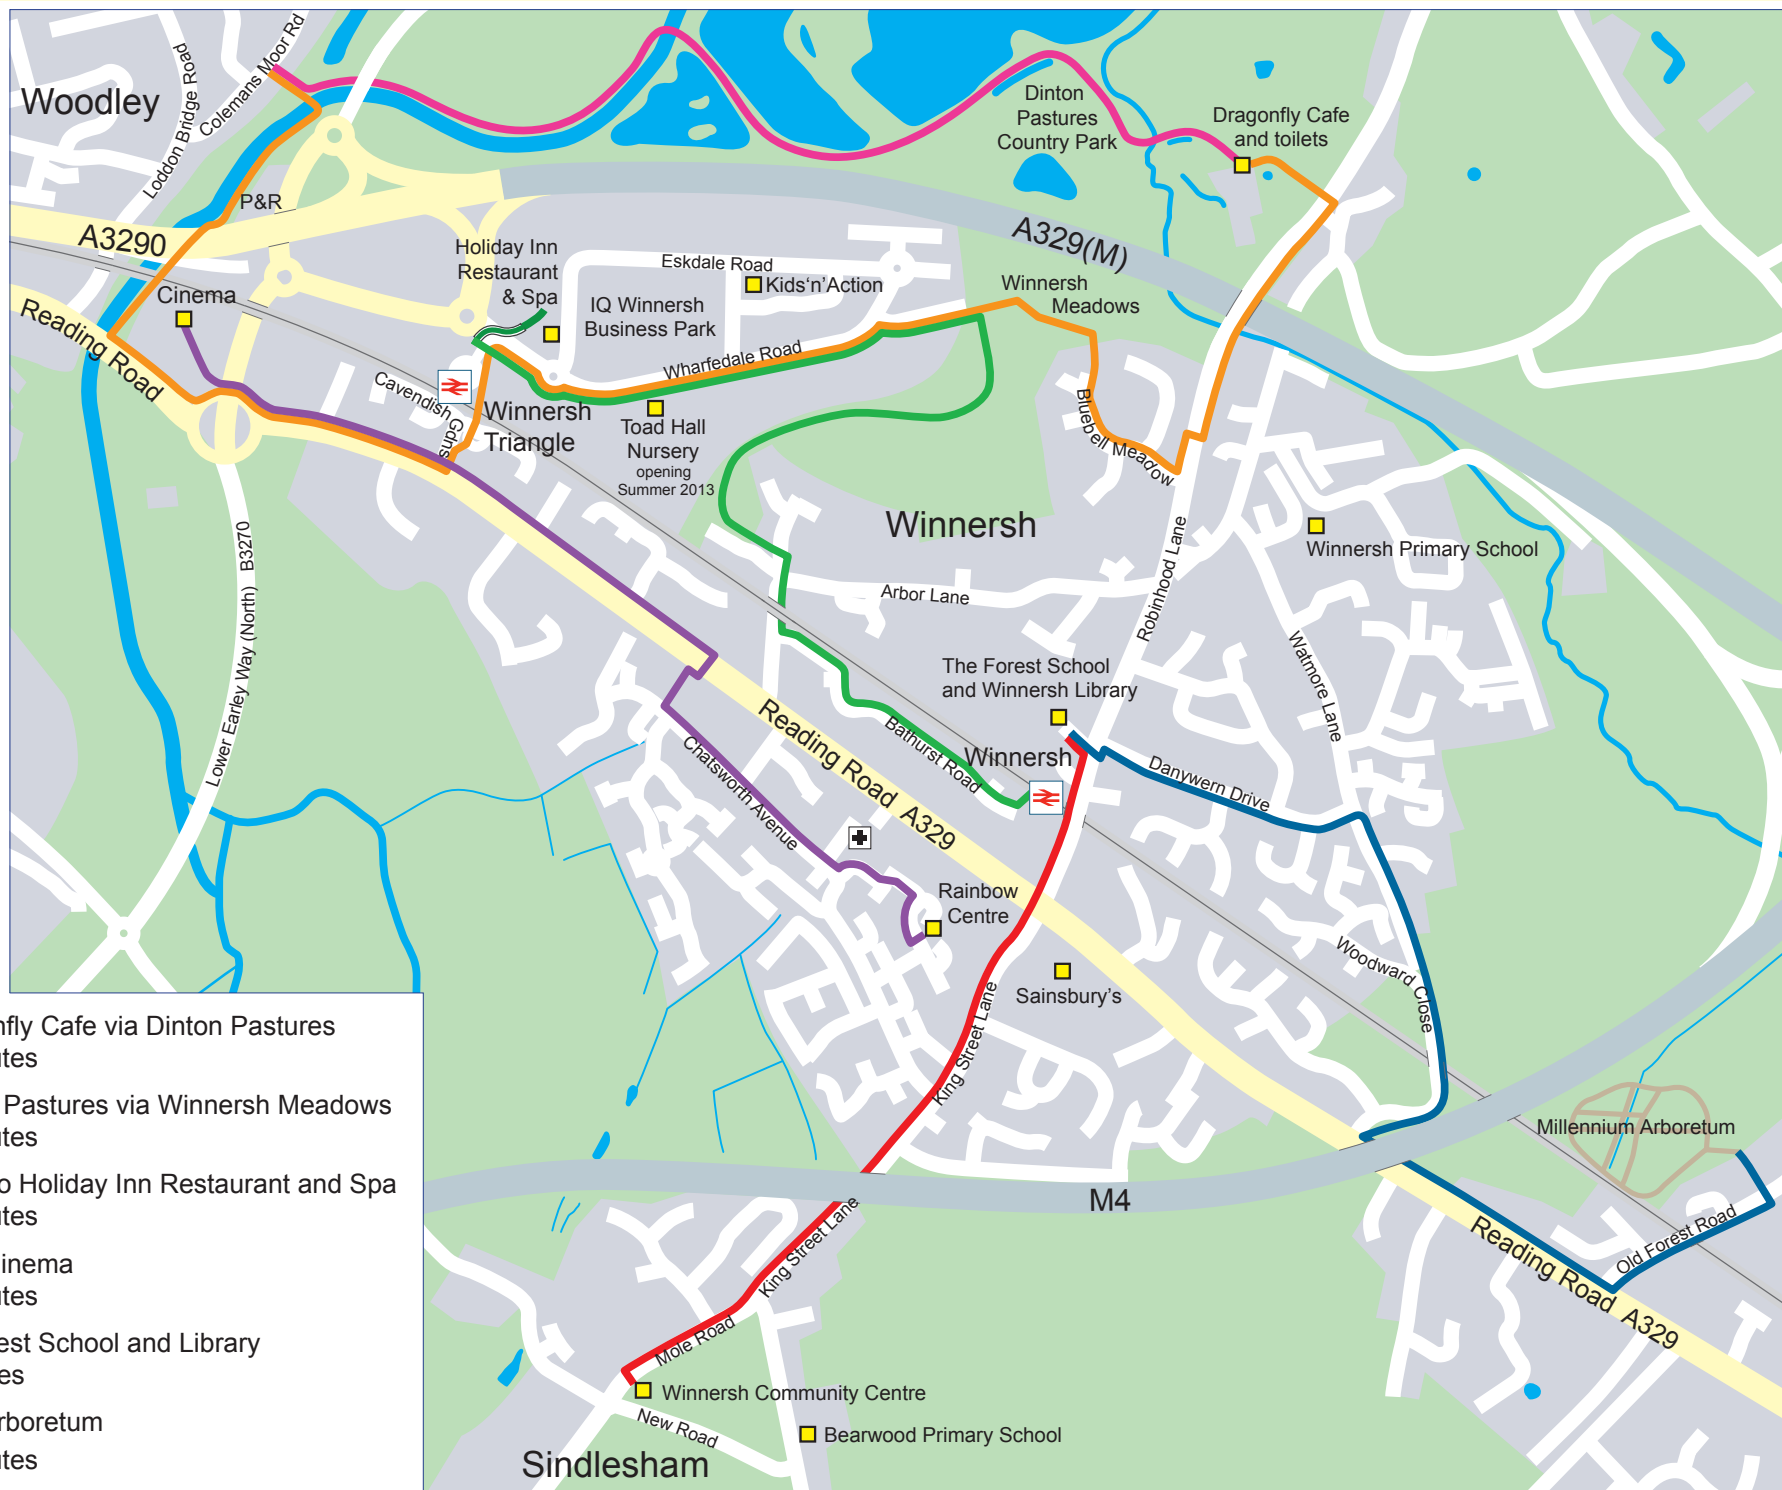 Woodley
Loddon Bridge Road
Colemans Moor Rd
P&R
A3290
Reading Road
Cinema
Holiday Inn
Restaurant
& Spa
IQ Winnersh
Business Park
Eskdale Road
Kids‘n’Action
Wharfedale Road
Cavendish Gdns
Winnersh
Triangle
Toad Hall
Nursery
opening
Summer 2013
Dinton
Pastures
Country Park
Dragonfly Cafe
and toilets
A329(M)
Winnersh
Meadows
Bluebell Meadow
Winnersh
Winnersh Primary School
Robinhood Lane
Arbor Lane
Watmore Lane
Lower Earley Way (North) B3270
The Forest School
and Winnersh Library
Winnersh
Bathurst Road
Reading Road A329
Chatsworth Avenue
Danywern Drive
Rainbow
Centre
Sainsbury’s
Woodward Close
King Street Lane
Millennium Arboretum
M4
Old Forest Road
Reading Road A329
King Street Lane
Mole Road
Winnersh Community Centre
New Road
Bearwood Primary School
Sindlesham
nfly Cafe via Dinton Pastures
utes
Pastures via Winnersh Meadows
utes
o Holiday Inn Restaurant and Spa
utes
inema
utes
est School and Library
es
rboretum
utes